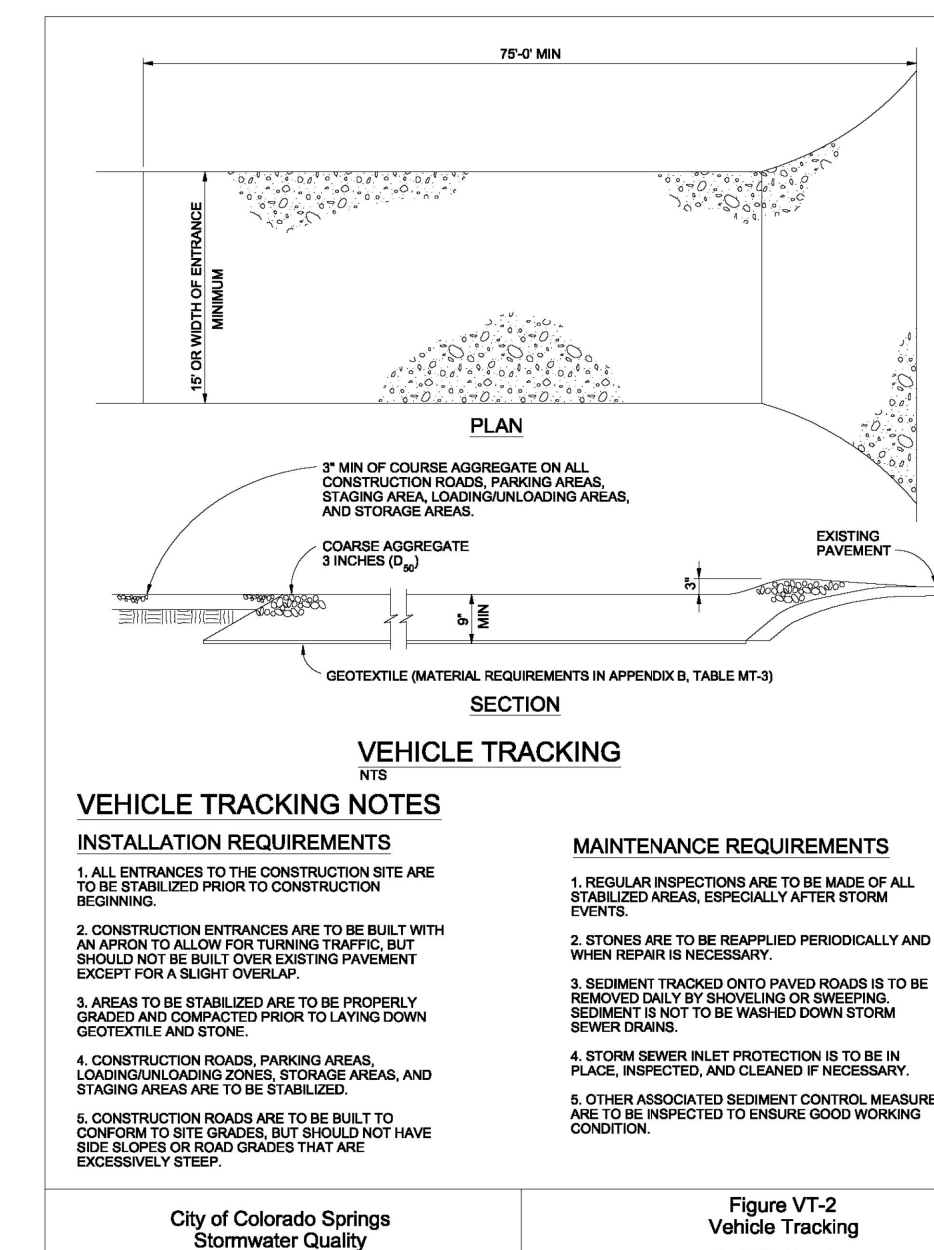 75'-0' MIN
15' OR WIDTH OF ENTRANCE
MINIMUM
PLAN
3" MIN OF COURSE AGGREGATE ON ALL
CONSTRUCTION ROADS, PARKING AREAS,
STAGING AREA, LOADING/UNLOADING AREAS,
AND STORAGE AREAS.
COARSE AGGREGATE
3 INCHES (D50)
EXISTING
PAVEMENT
3"
9"
MIN
GEOTEXTILE (MATERIAL REQUIREMENTS IN APPENDIX B, TABLE MT-3)
SECTION
VEHICLE TRACKING
NTS
VEHICLE TRACKING NOTES
INSTALLATION REQUIREMENTS
1. ALL ENTRANCES TO THE CONSTRUCTION SITE ARE
TO BE STABILIZED PRIOR TO CONSTRUCTION
BEGINNING.
2. CONSTRUCTION ENTRANCES ARE TO BE BUILT WITH
AN APRON TO ALLOW FOR TURNING TRAFFIC, BUT
SHOULD NOT BE BUILT OVER EXISTING PAVEMENT
EXCEPT FOR A SLIGHT OVERLAP.
3. AREAS TO BE STABILIZED ARE TO BE PROPERLY
GRADED AND COMPACTED PRIOR TO LAYING DOWN
GEOTEXTILE AND STONE.
4. CONSTRUCTION ROADS, PARKING AREAS,
LOADING/UNLOADING ZONES, STORAGE AREAS, AND
STAGING AREAS ARE TO BE STABILIZED.
5. CONSTRUCTION ROADS ARE TO BE BUILT TO
CONFORM TO SITE GRADES, BUT SHOULD NOT HAVE
SIDE SLOPES OR ROAD GRADES THAT ARE
EXCESSIVELY STEEP.
MAINTENANCE REQUIREMENTS
1. REGULAR INSPECTIONS ARE TO BE MADE OF ALL
STABILIZED AREAS, ESPECIALLY AFTER STORM
EVENTS.
2. STONES ARE TO BE REAPPLIED PERIODICALLY AND
WHEN REPAIR IS NECESSARY.
3. SEDIMENT TRACKED ONTO PAVED ROADS IS TO BE
REMOVED DAILY BY SHOVELING OR SWEEPING.
SEDIMENT IS NOT TO BE WASHED DOWN STORM
SEWER DRAINS.
4. STORM SEWER INLET PROTECTION IS TO BE IN
PLACE, INSPECTED, AND CLEANED IF NECESSARY.
5. OTHER ASSOCIATED SEDIMENT CONTROL MEASURE
ARE TO BE INSPECTED TO ENSURE GOOD WORKING
CONDITION.
City of Colorado Springs
Stormwater Quality
Figure VT-2
Vehicle Tracking